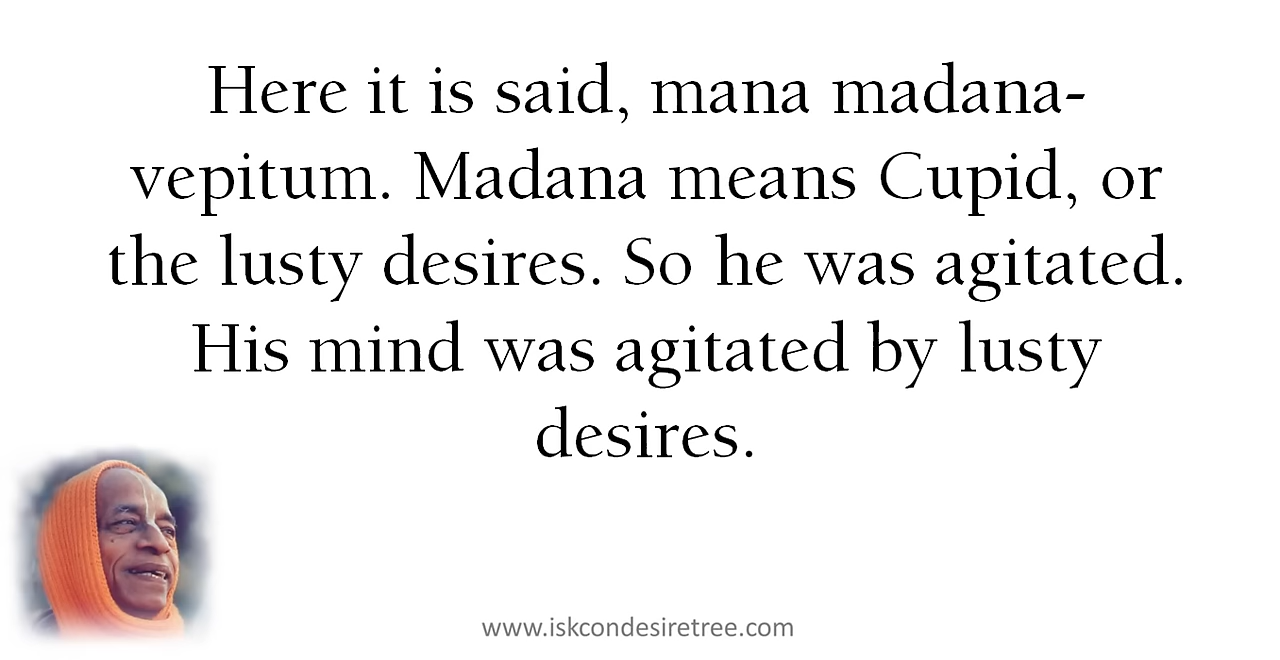 Here it is said, mana madana-
vepitum. Madana means Cupid, or
the lusty desires. So he was agitated.
His mind was agitated by lusty
desires.
www.iskcondesiretree.com